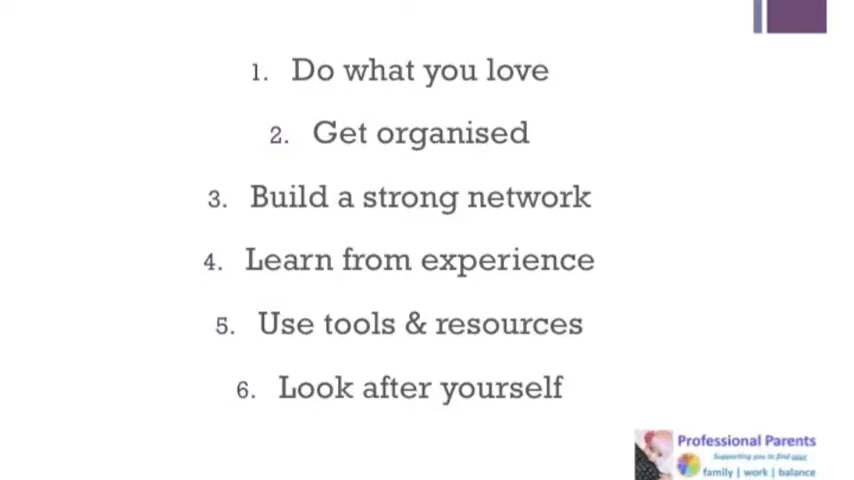 1. Do what you love
2. Get organised
3. Build a strong network
4. Learn from experience
5. Use tools & resources
6. Look after yourself
Professional Parents
Supporting you to find your
family | work | balance